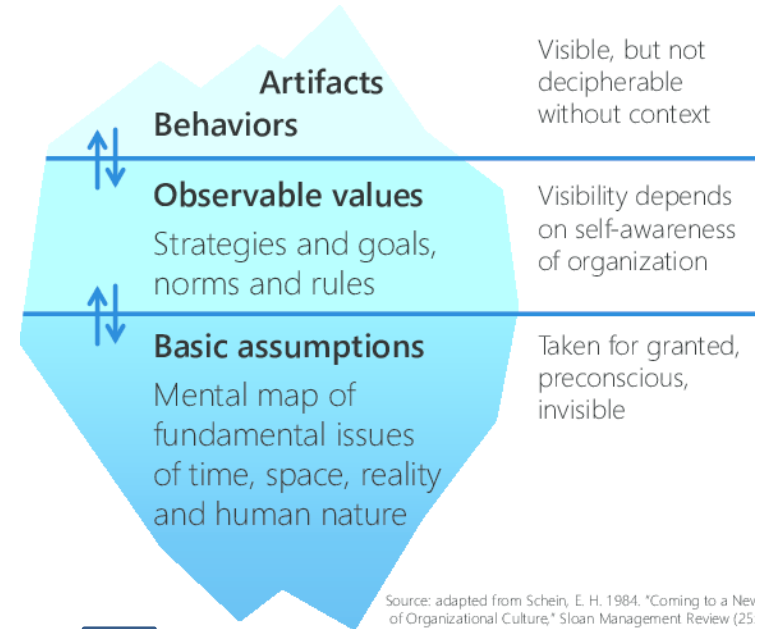 Artifacts
Behaviors
Visible, but not
decipherable
without context
Observable values
Strategies and goals,
norms and rules
Visibility depends
on self-awareness
of organization
Basic assumptions
Mental map of
fundamental issues
of time, space, reality
and human nature
Taken for granted,
preconscious,
invisible
Source: adapted from Schein, E. H. 1984. "Coming to a New
of Organizational Culture," Sloan Management Review (25: